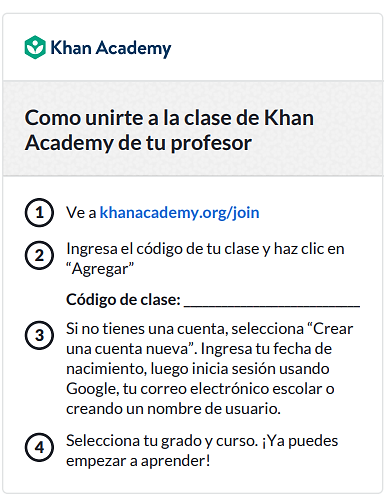 Khan Academy
Como unirte a la clase de Khan
Academy de tu profesor
1 Ve a khanacademy.org/join
2 Ingresa el código de tu clase y haz clic en
“Agregar”
Código de clase: ____________________________
3 Si no tienes una cuenta, selecciona “Crear
una cuenta nueva”. Ingresa tu fecha de
nacimiento, luego inicia sesión usando
Google, tu correo electrónico escolar o
creando un nombre de usuario.
4 Selecciona tu grado y curso. ¡Ya puedes
empezar a aprender!